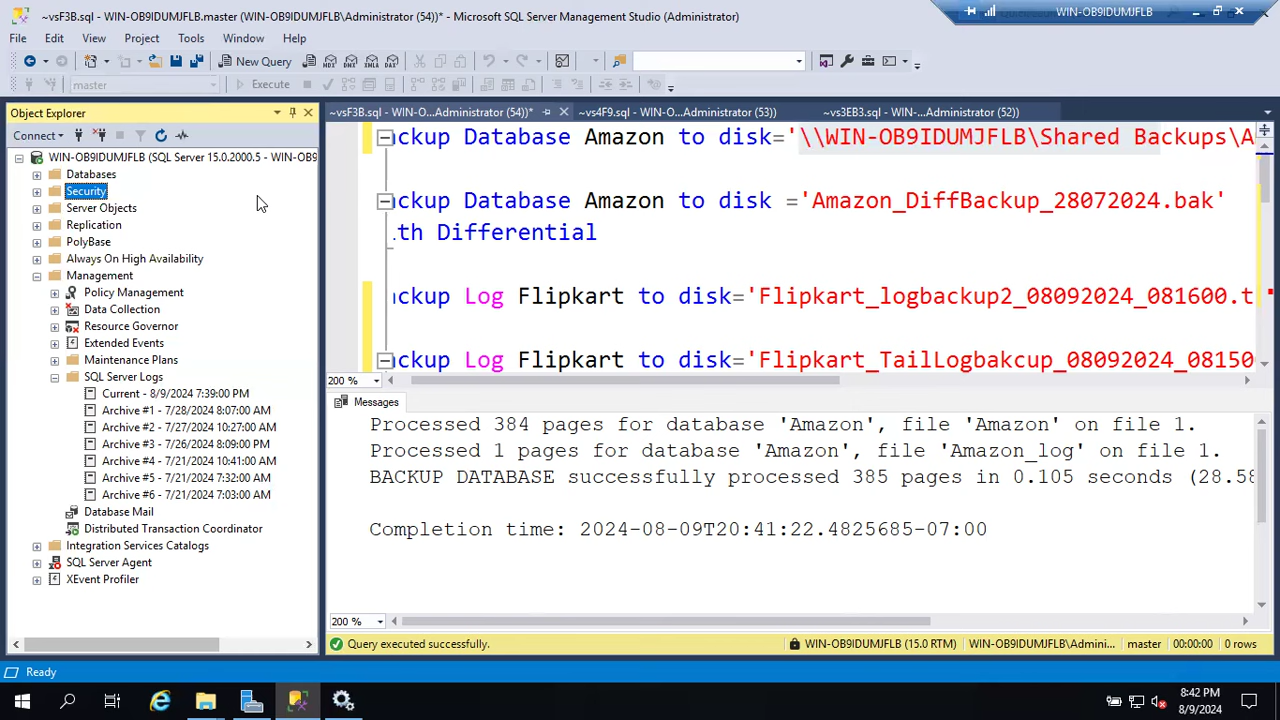 ~vsF3B.sql - WIN-OB9IDUMJFLB.master (WIN-OB9IDUMJFLB\Administrator (54))* - Microsoft SQL Server Management Studio (Administrator)
WIN-OB9IDUMJFLB
File Edit View Project Tools Window Help
New Query
MDX DMX XMLA DAX
master Execute
Object Explorer
~vsF3B.sql - WIN-O...Administrator (54))* ~vs4F9.sql - WIN-O...Administrator (53)) ~vs3EB3.sql - WIN-...Administrator (52))
Connect
WIN-OB9IDUMJFLB (SQL Server 15.0.2000.5 - WIN-OB9
Databases
Security
Server Objects
Replication
PolyBase
Always On High Availability
Management
Policy Management
Data Collection
Resource Governor
Extended Events
Maintenance Plans
SQL Server Logs
Current - 8/9/2024 7:39:00 PM
Archive #1 - 7/28/2024 8:07:00 AM
Archive #2 - 7/27/2024 10:27:00 AM
Archive #3 - 7/26/2024 8:09:00 PM
Archive #4 - 7/21/2024 10:41:00 AM
Archive #5 - 7/21/2024 7:32:00 AM
Archive #6 - 7/21/2024 7:03:00 AM
Database Mail
Distributed Transaction Coordinator
Integration Services Catalogs
SQL Server Agent
XEvent Profiler
ckup Database Amazon to disk='\\WIN-OB9IDUMJFLB\Shared Backups\A
ckup Database Amazon to disk ='Amazon_DiffBackup_28072024.bak'
th Differential
ckup Log Flipkart to disk='Flipkart_logbackup2_08092024_081600.t
ckup Log Flipkart to disk='Flipkart_TailLogbakcup_08092024_08150
200 %
Messages
Processed 384 pages for database 'Amazon', file 'Amazon' on file 1.
Processed 1 pages for database 'Amazon', file 'Amazon_log' on file 1.
BACKUP DATABASE successfully processed 385 pages in 0.105 seconds (28.58
Completion time: 2024-08-09T20:41:22.4825685-07:00
200 %
Query executed successfully. WIN-OB9IDUMJFLB (15.0 RTM) WIN-OB9IDUMJFLB\Admini... master 00:00:00 0 rows
Ready
8:42 PM
8/9/2024